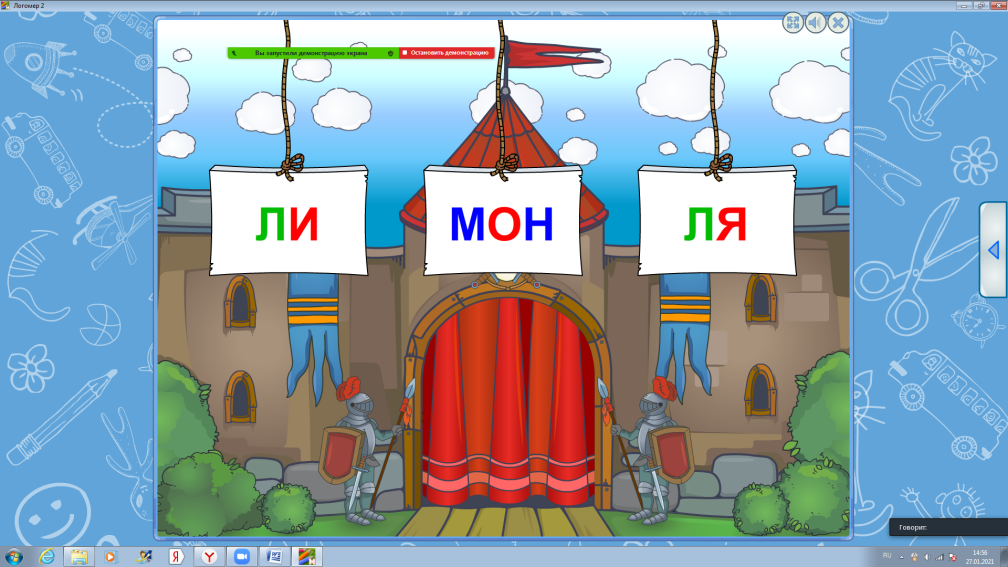 Логомер 2
Вы запустили демонстрацию экрана
Остановить демонстрацию
ЛИ МОН ЛЯ
Говорит:
RU
14:56
27.01.2021